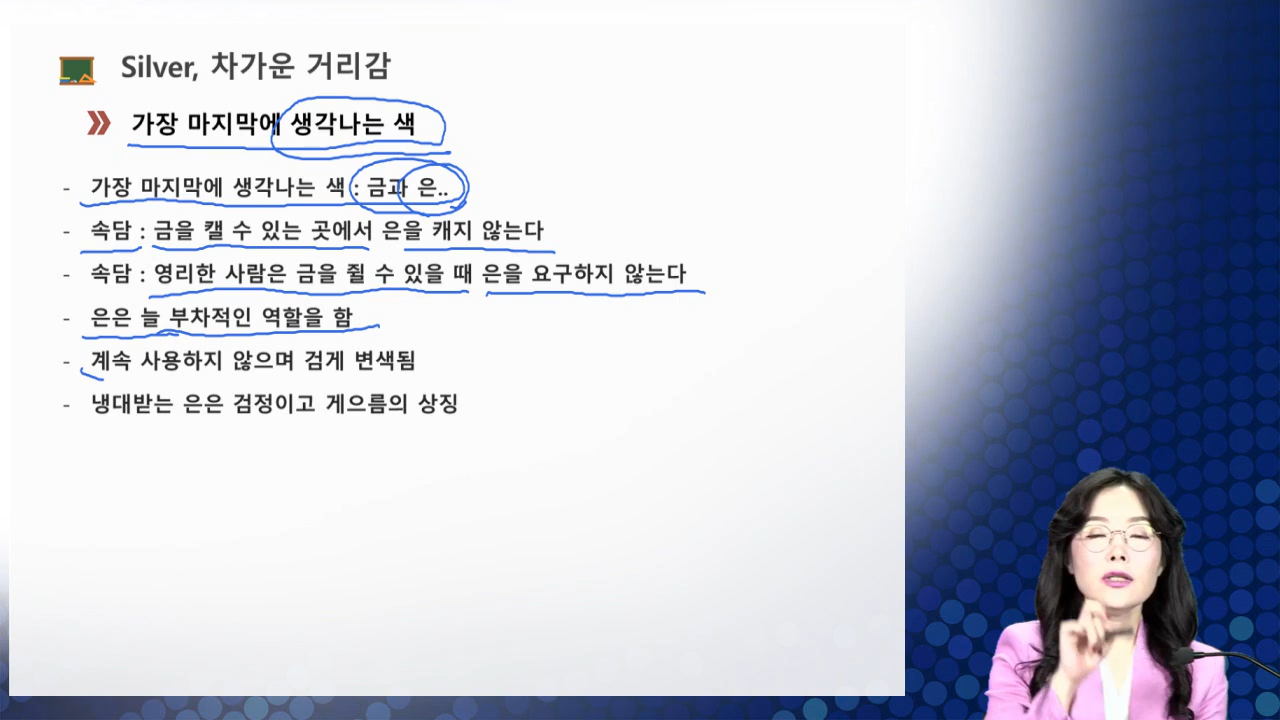 Silver, 차가운 거리감
가장 마지막에 생각나는 색
- 가장 마지막에 생각나는 색 : 금과 은..
- 속담 : 금을 캘 수 있는 곳에서 은을 캐지 않는다
- 속담 : 영리한 사람은 금을 쥘 수 있을 때 은을 요구하지 않는다
- 은은 늘 부차적인 역할을 함
- 계속 사용하지 않으며 검게 변색됨
- 냉대받는 은은 검정이고 게으름의 상징